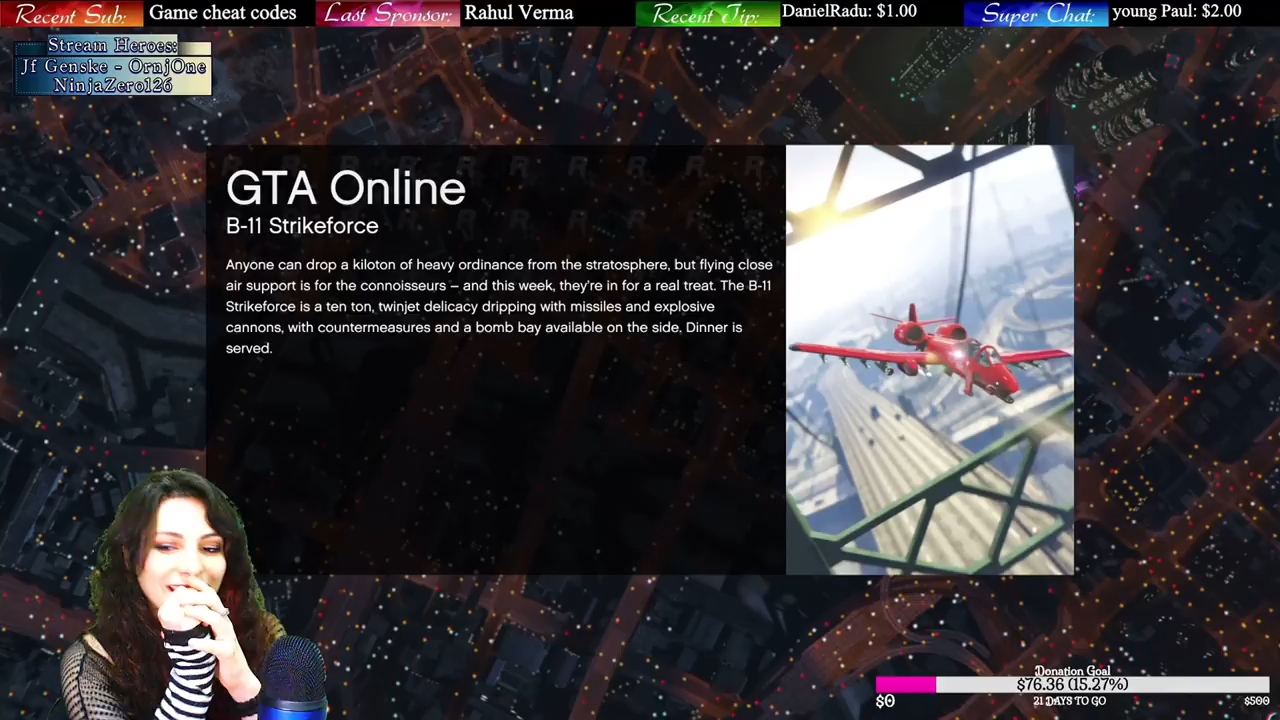 Recent Sub: Game cheat codes Last Sponsor: Rahul Verma Recent Tip: DanielRadu: $1.00 Super Chat: young Paul: $2.00
Stream Heroes:
Jf Genske - OrnjOne
NinjaZero126
GTA Online
B-11 Strikeforce
Anyone can drop a kiloton of heavy ordinance from the stratosphere, but flying close
air support is for the connoisseurs – and this week, they're in for a real treat. The B-11
Strikeforce is a ten ton, twinjet delicacy dripping with missiles and explosive
cannons, with countermeasures and a bomb bay available on the side. Dinner is
served.
Donation Goal
$76.36 (15.27%)
$0 21 DAYS TO GO $500